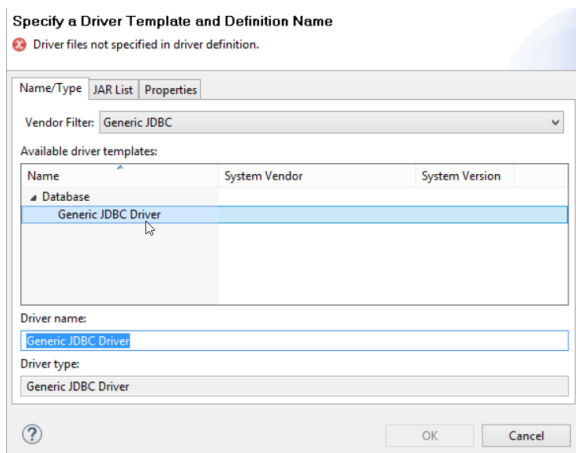 Specify a Driver Template and Definition Name
Driver files not specified in driver definition.
Name/Type JAR List Properties
Vendor Filter: Generic JDBC
Available driver templates:
Name System Vendor System Version
Database
Generic JDBC Driver
Driver name:
Generic JDBC Driver
Driver type:
Generic JDBC Driver
? OK Cancel